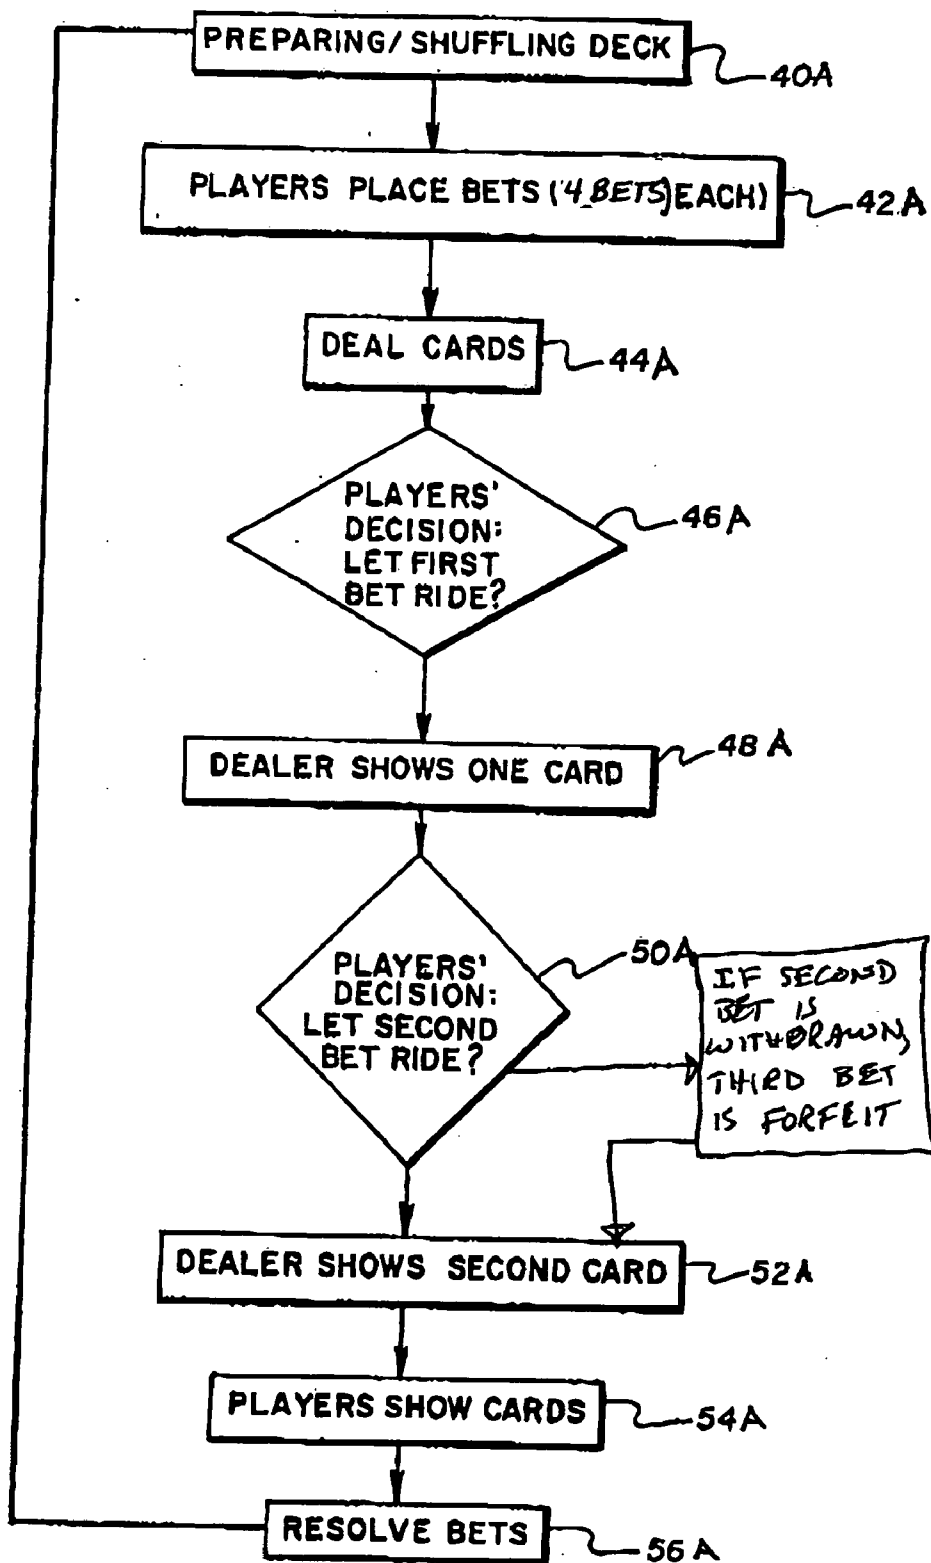 PREPARING/SHUFFLING DECK
40A
PLAYERS PLACE BETS ('4 BETS) EACH)
42A
DEAL CARDS
44A
PLAYERS'
DECISION:
LET FIRST
BET RIDE?
46A
DEALER SHOWS ONE CARD
48A
PLAYERS'
DECISION:
LET SECOND
BET RIDE?
50A
IF SECOND
BET IS
WITHDRAWN,
THIRD BET
IS FORFEIT
DEALER SHOWS SECOND CARD
52A
PLAYERS SHOW CARDS
54A
RESOLVE BETS
56A